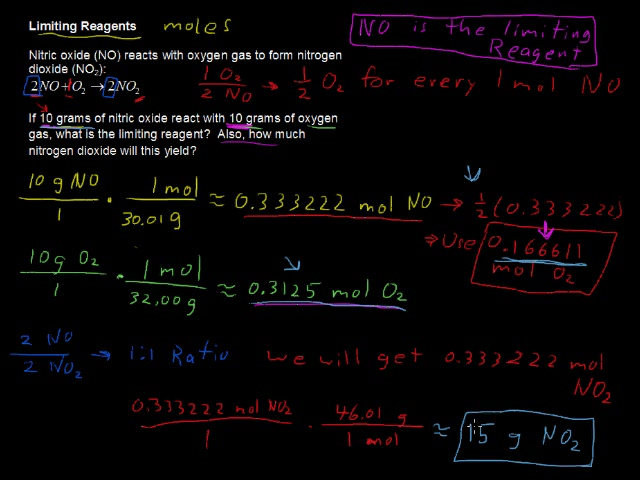 Limiting Reagents moles
NO is the limiting
Reagent
Nitric oxide (NO) reacts with oxygen gas to form nitrogen
dioxide (NO₂):
2NO+O₂ → 2NO₂
1 O₂ / 2 NO → 1/2 O₂ for every 1 mol NO
If 10 grams of nitric oxide react with 10 grams of oxygen
gas, what is the limiting reagent? Also, how much
nitrogen dioxide will this yield?
10 g NO / 1 · 1 mol / 30.01 g ≈ 0.333222 mol NO → 1/2 (0.333222)
⇒ Use 0.166611 mol O₂
10 g O₂ / 1 · 1 mol / 32.00 g ≈ 0.3125 mol O₂
2 NO / 2 NO₂ → 1:1 Ratio We will get 0.333222 mol
NO₂
0.333222 mol NO₂ / 1 · 46.01 g / 1 mol ≈ 15 g NO₂